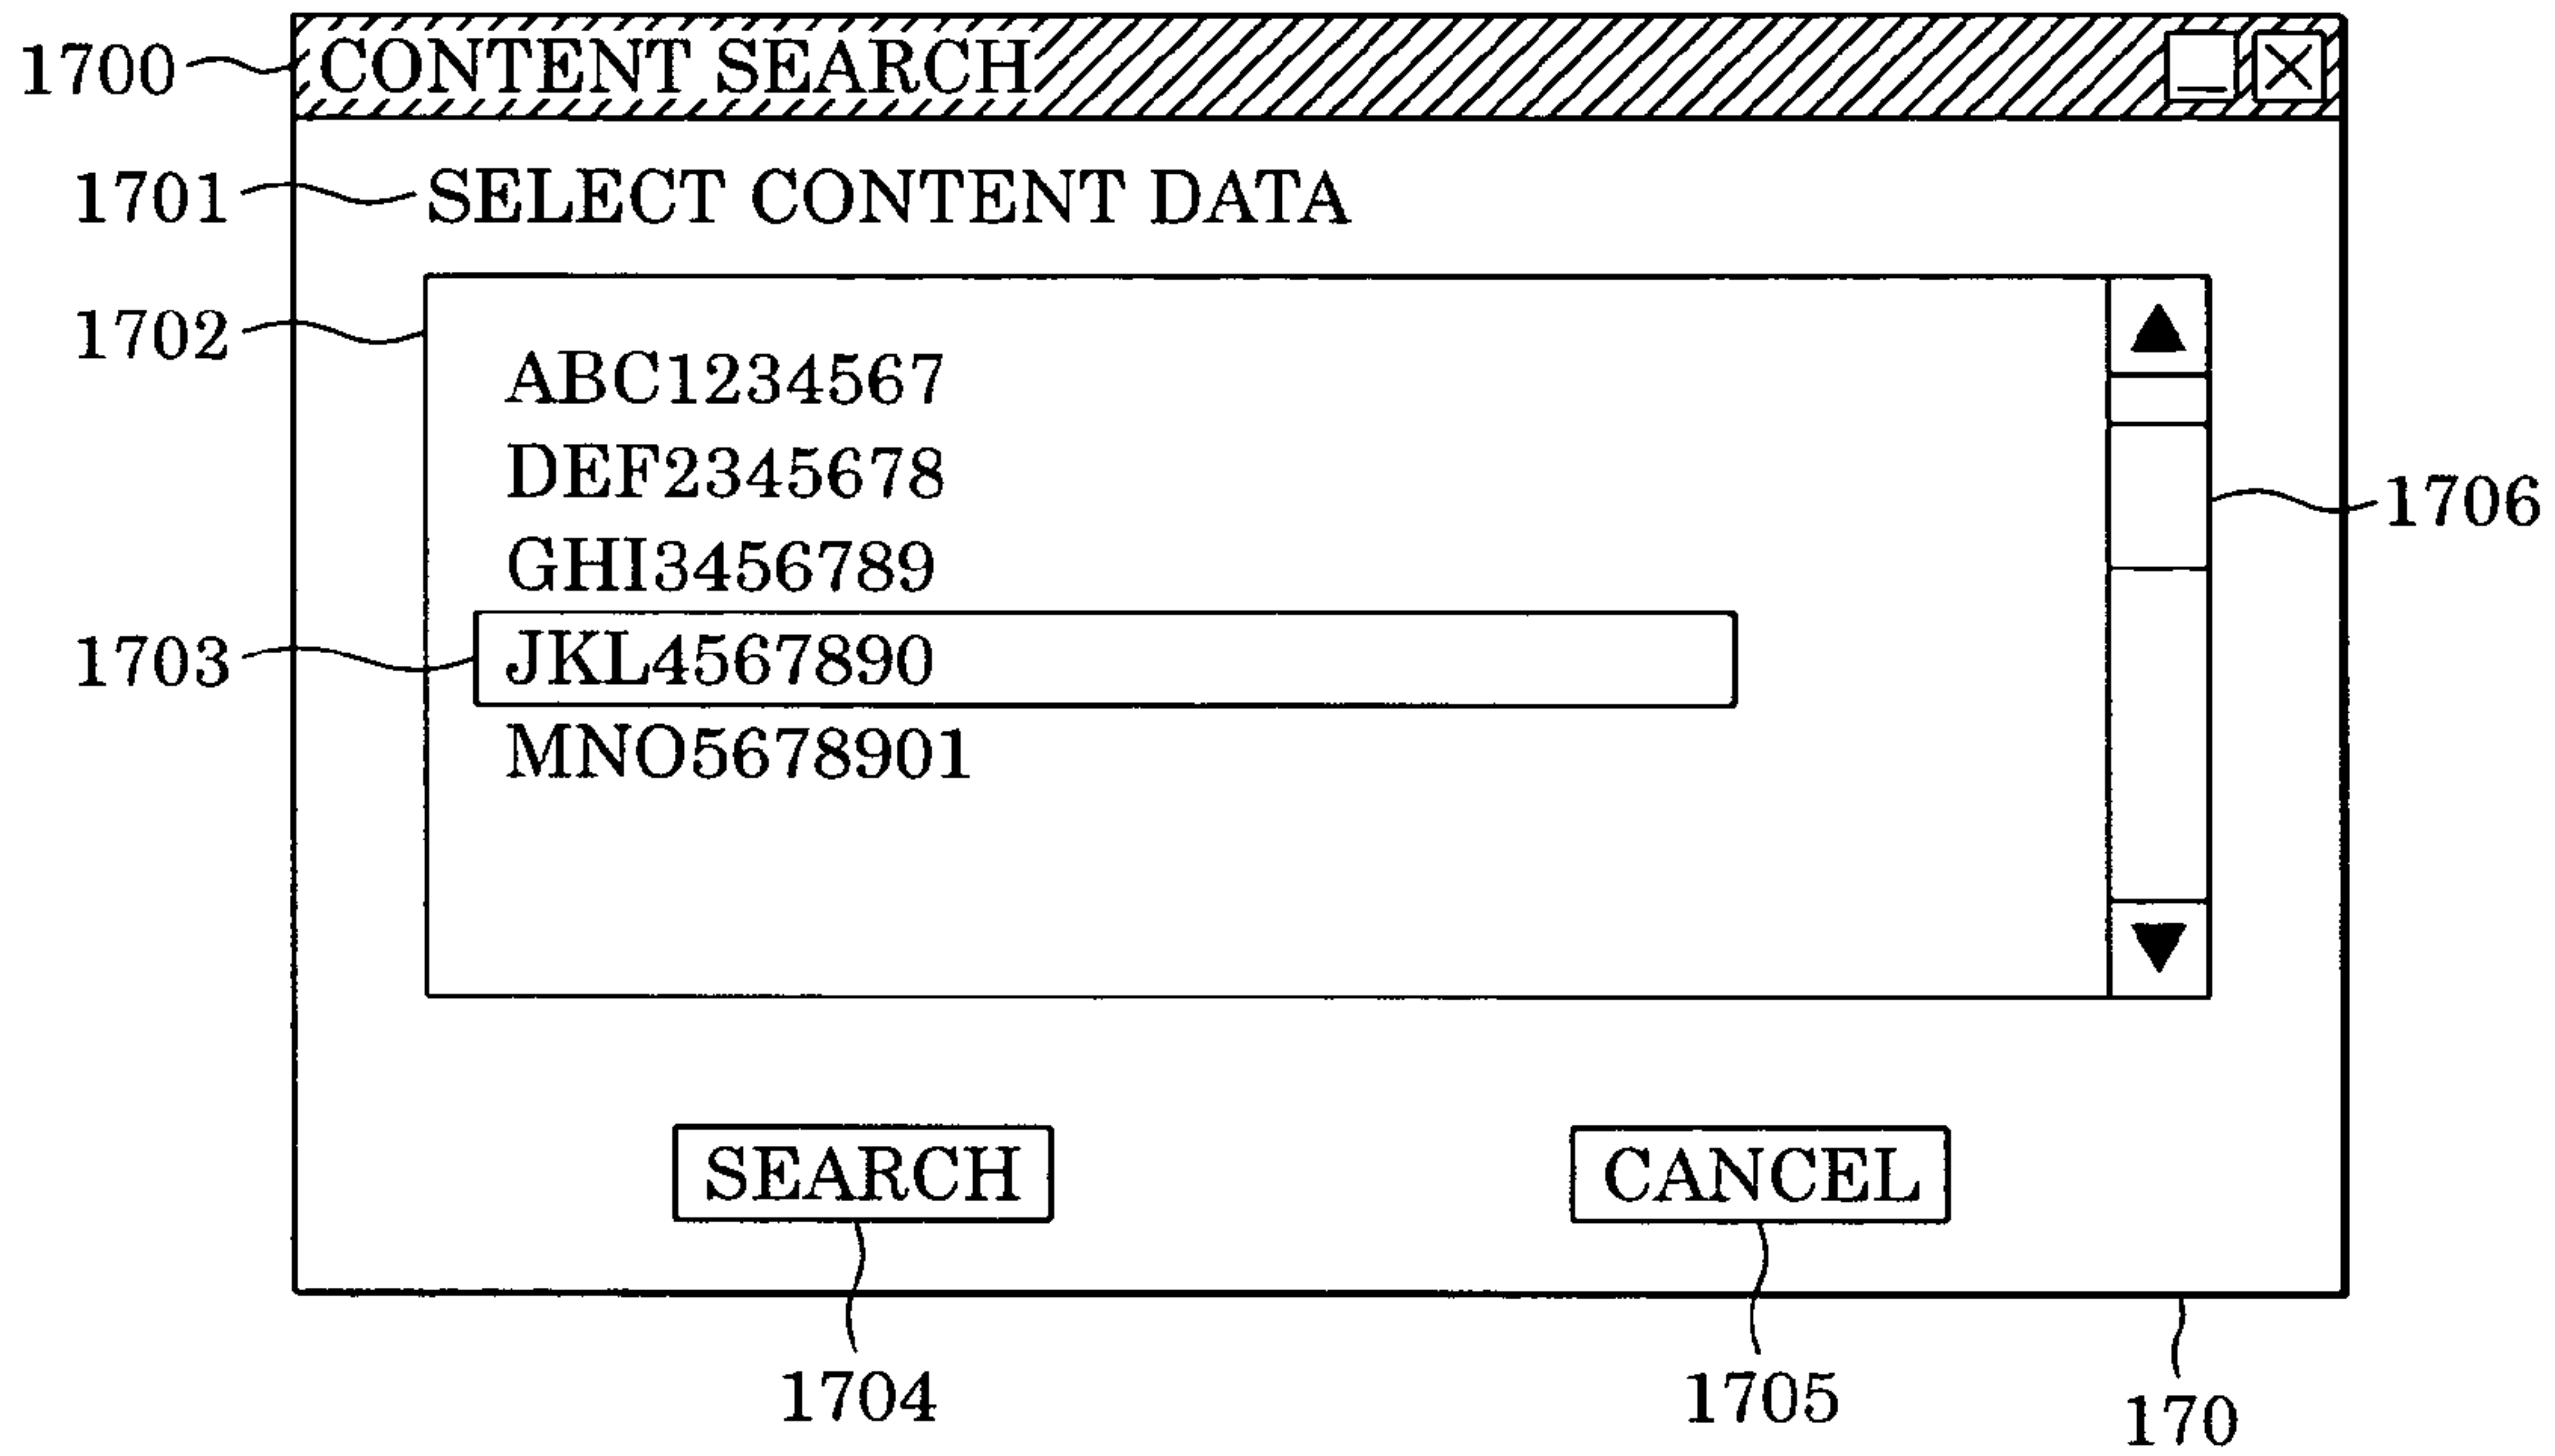 1700 CONTENT SEARCH
1701 SELECT CONTENT DATA
1702
ABC1234567
DEF2345678
1706
GHI3456789
1703 JKL4567890
MNO5678901
SEARCH CANCEL
1704 1705 170